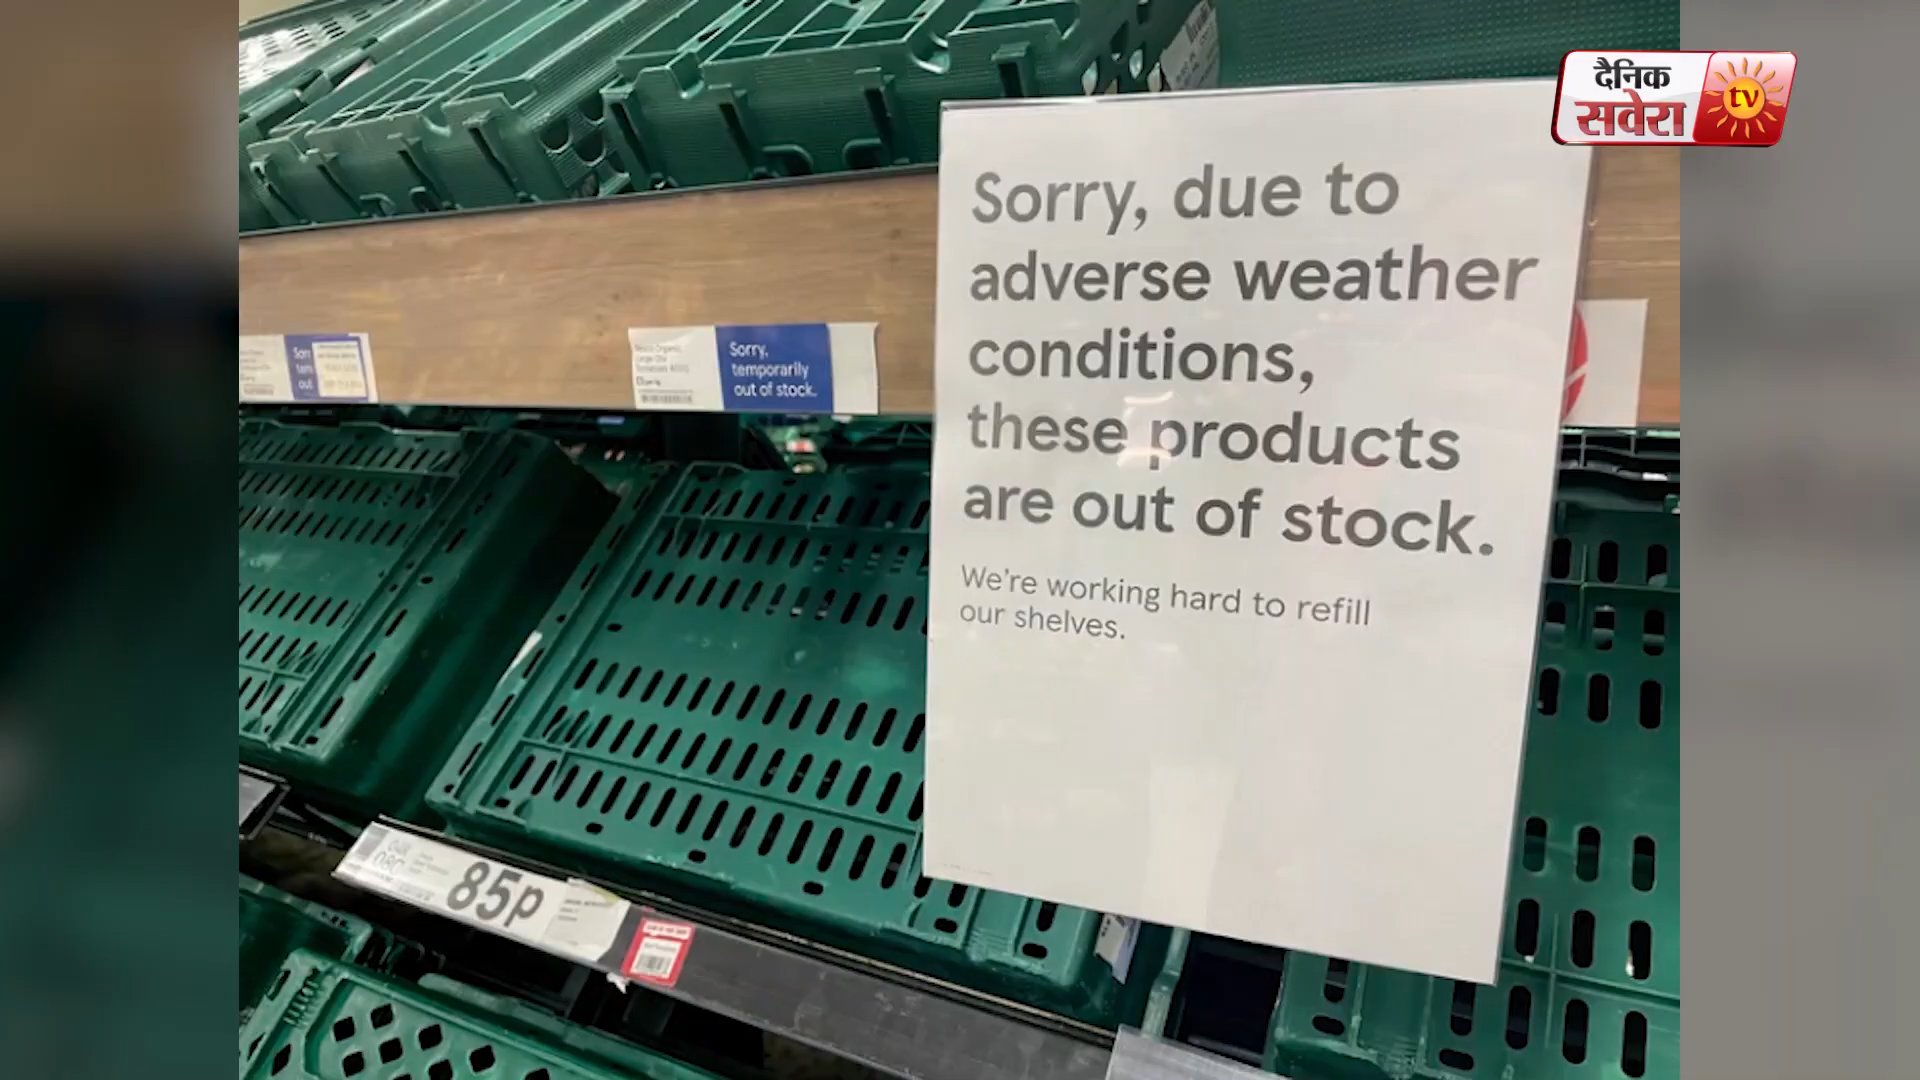 दैनिक
सवेरा
tv
Sorry, due to
adverse weather
conditions,
these products
are out of stock.
We're working hard to refill
our shelves.
Sorry,
temporarily
out of stock.
85p